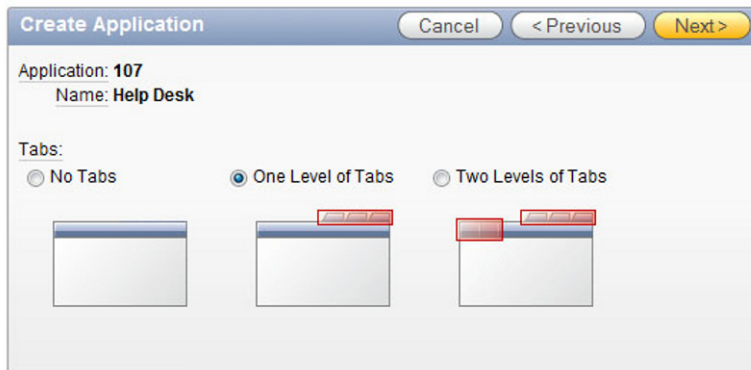 Create Application
Cancel
< Previous
Next >
Application: 107
Name: Help Desk
Tabs:
No Tabs
One Level of Tabs
Two Levels of Tabs